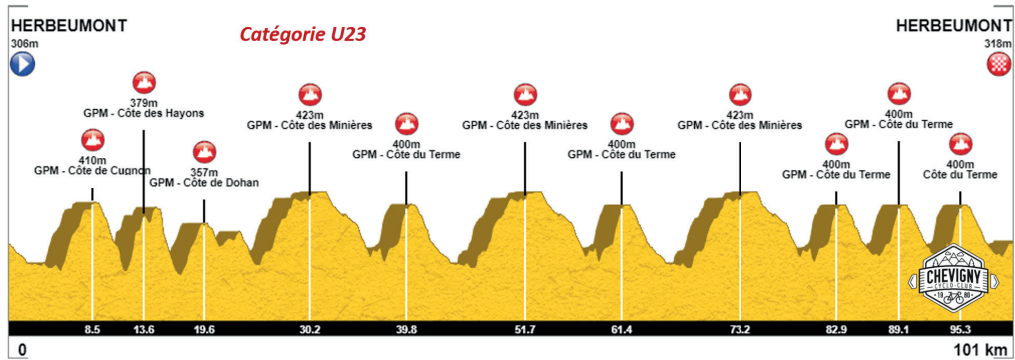 HERBEUMONT
306m
Catégorie U23
HERBEUMONT
318m
410m
GPM - Côte de Cugnon
379m
GPM - Côte des Hayons
357m
GPM - Côte de Dohan
423m
GPM - Côte des Minières
400m
GPM - Côte du Terme
423m
GPM - Côte des Minières
400m
GPM - Côte du Terme
423m
GPM - Côte des Minières
400m
GPM - Côte du Terme
400m
GPM - Côte du Terme
400m
Côte du Terme
CHEVIGNY
CYCLO-CLUB
19 80
8.5 13.6 19.6 30.2 39.8 51.7 61.4 73.2 82.9 89.1 95.3
0 101 km